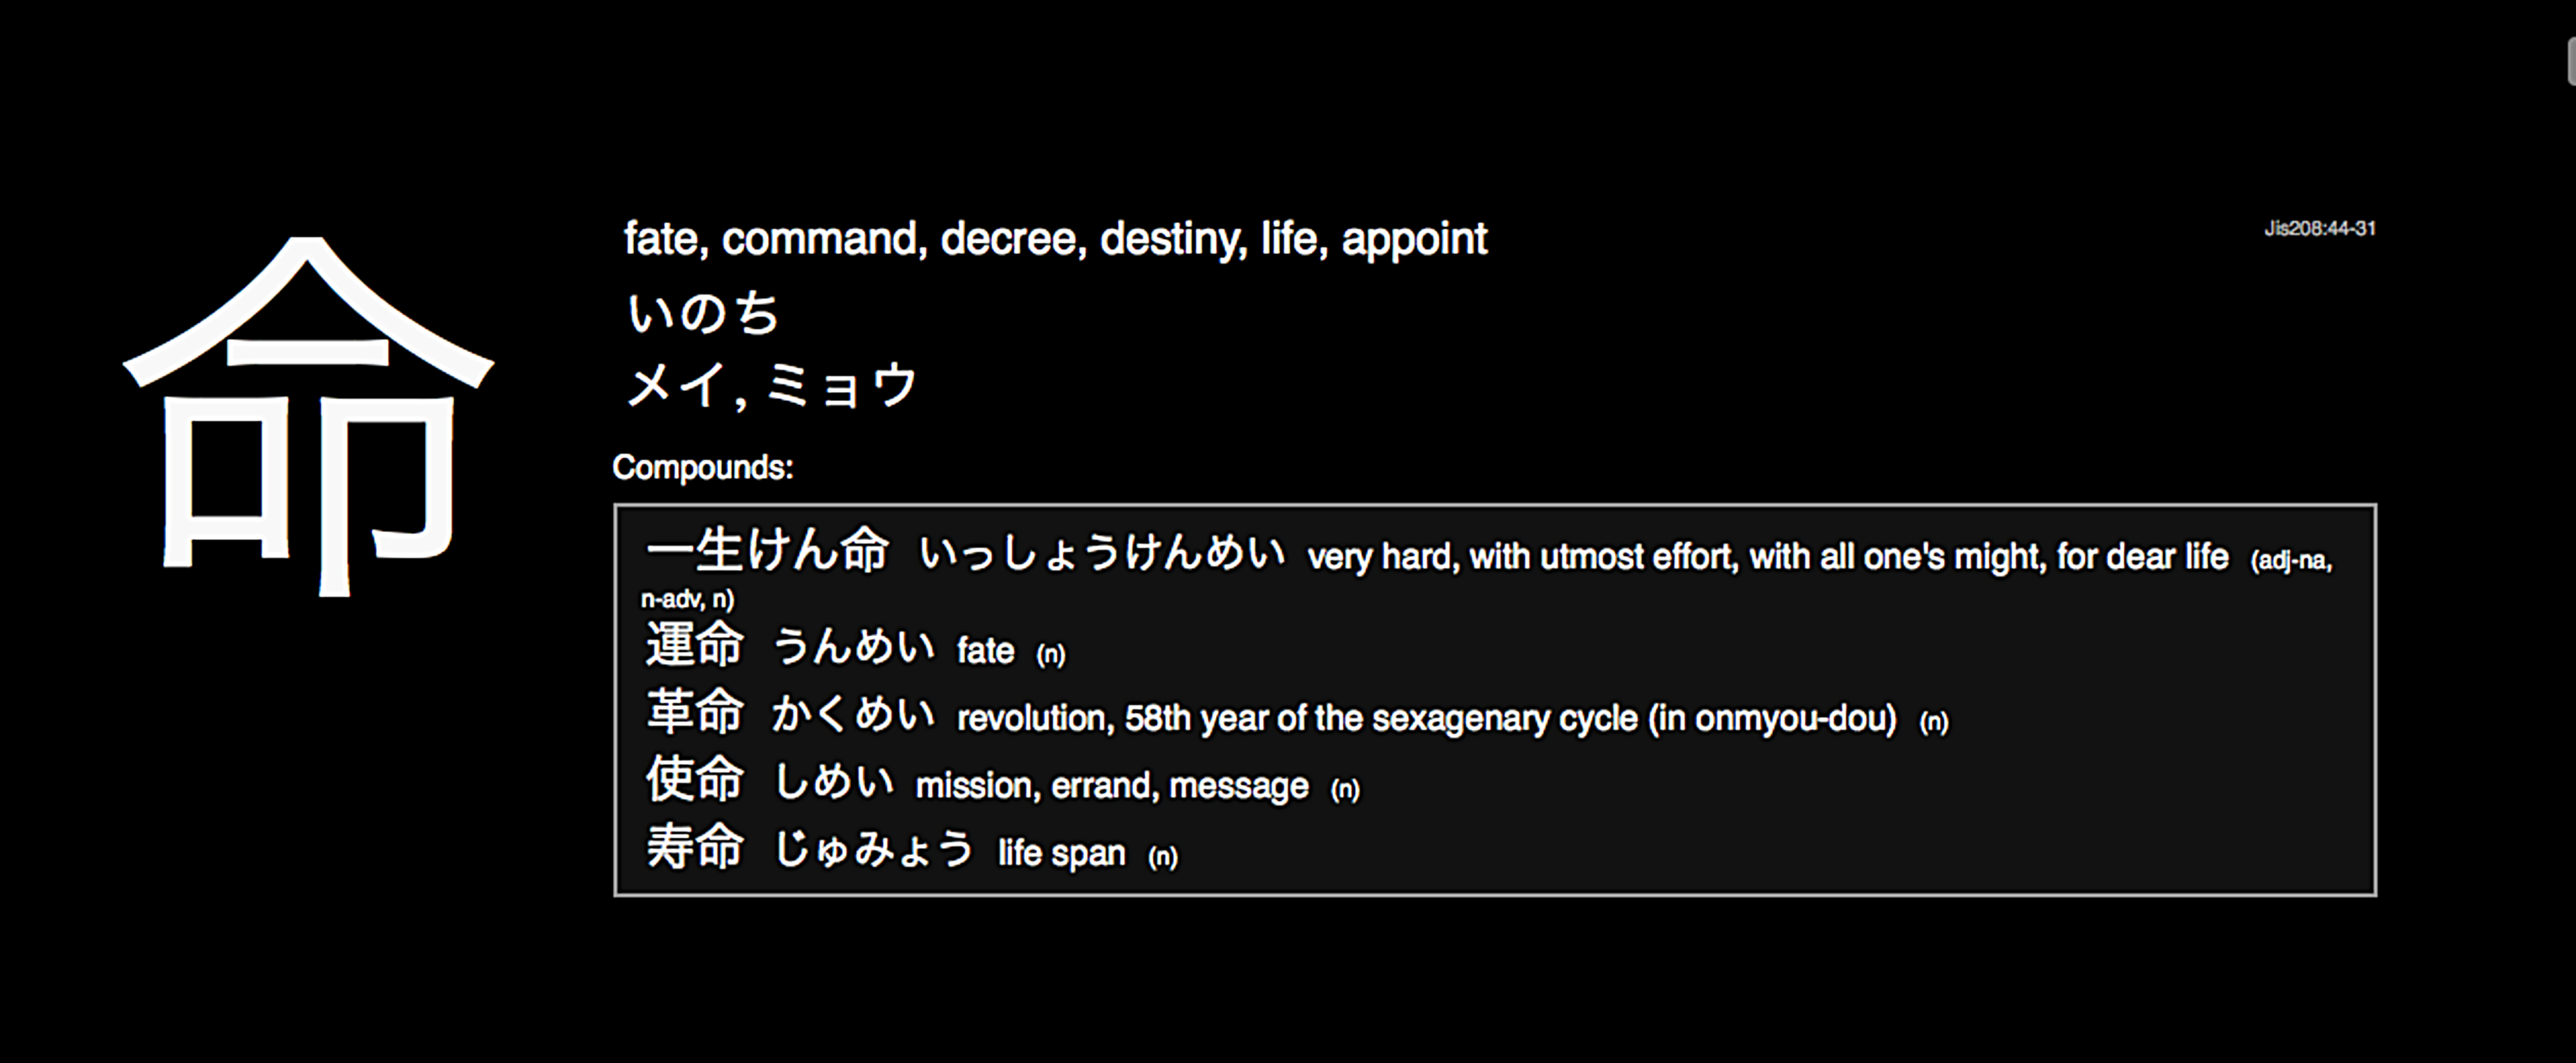 命
fate, command, decree, destiny, life, appoint
Jis208:44-31
いのち
メイ, ミョウ
Compounds:
一生けん命 いっしょうけんめい very hard, with utmost effort, with all one's might, for dear life (adj-na,
n-adv, n)
運命 うんめい fate (n)
革命 かくめい revolution, 58th year of the sexagenary cycle (in onmyou-dou) (n)
使命 しめい mission, errand, message (n)
寿命 じゅみょう life span (n)